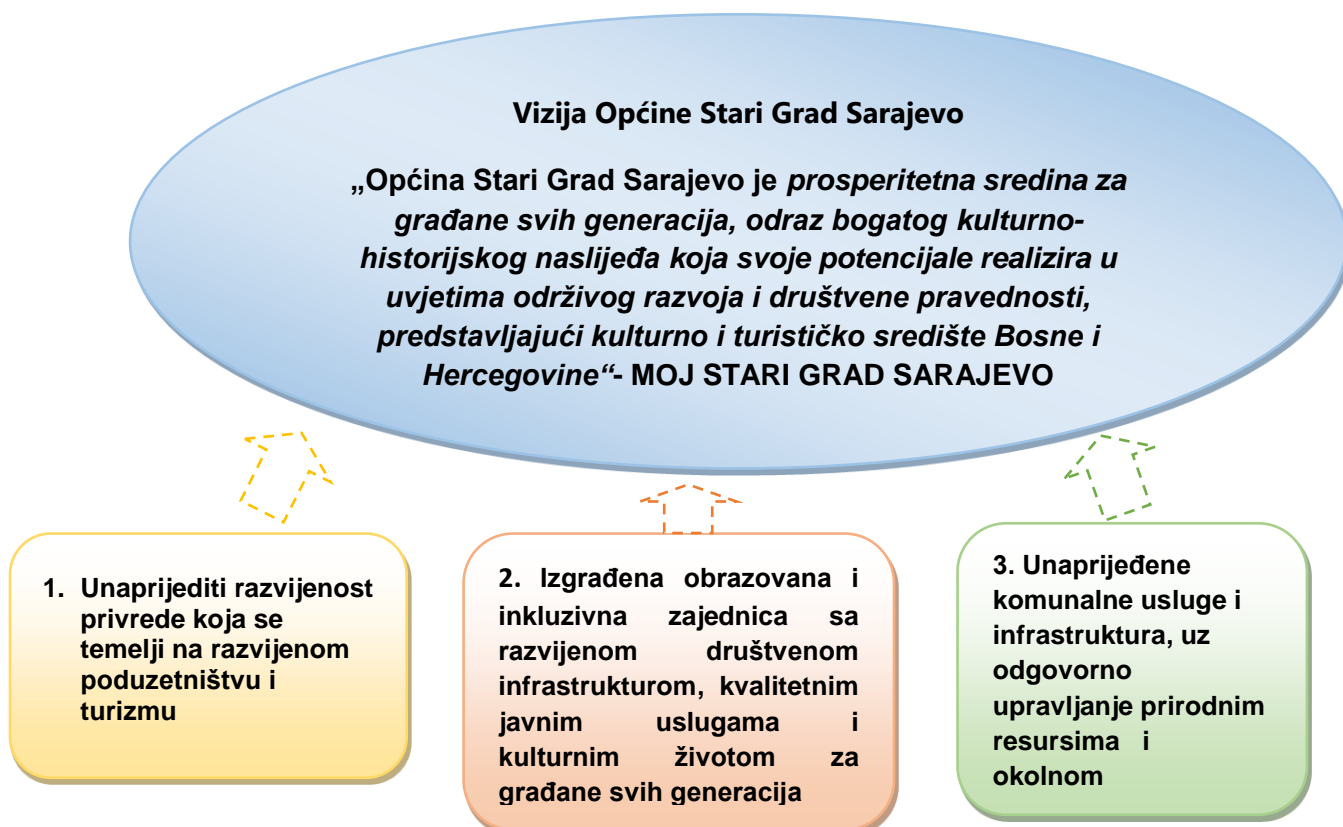 Vizija Općine Stari Grad Sarajevo
„Općina Stari Grad Sarajevo je prosperitetna sredina za
građane svih generacija, odraz bogatog kulturno-
historijskog naslijeđa koja svoje potencijale realizira u
uvjetima održivog razvoja i društvene pravednosti,
predstavljajući kulturno i turističko središte Bosne i
Hercegovine“- MOJ STARI GRAD SARAJEVO
1. Unaprijediti razvijenost
privrede koja se
temelji na razvijenom
poduzetništvu i
turizmu
2. Izgrađena obrazovana i
inkluzivna zajednica sa
razvijenom društvenom
infrastrukturom, kvalitetnim
javnim uslugama i
kulturnim životom za
građane svih generacija
3. Unaprijeđene
komunalne usluge i
infrastruktura, uz
odgovorno
upravljanje prirodnim
resursima i
okolnom